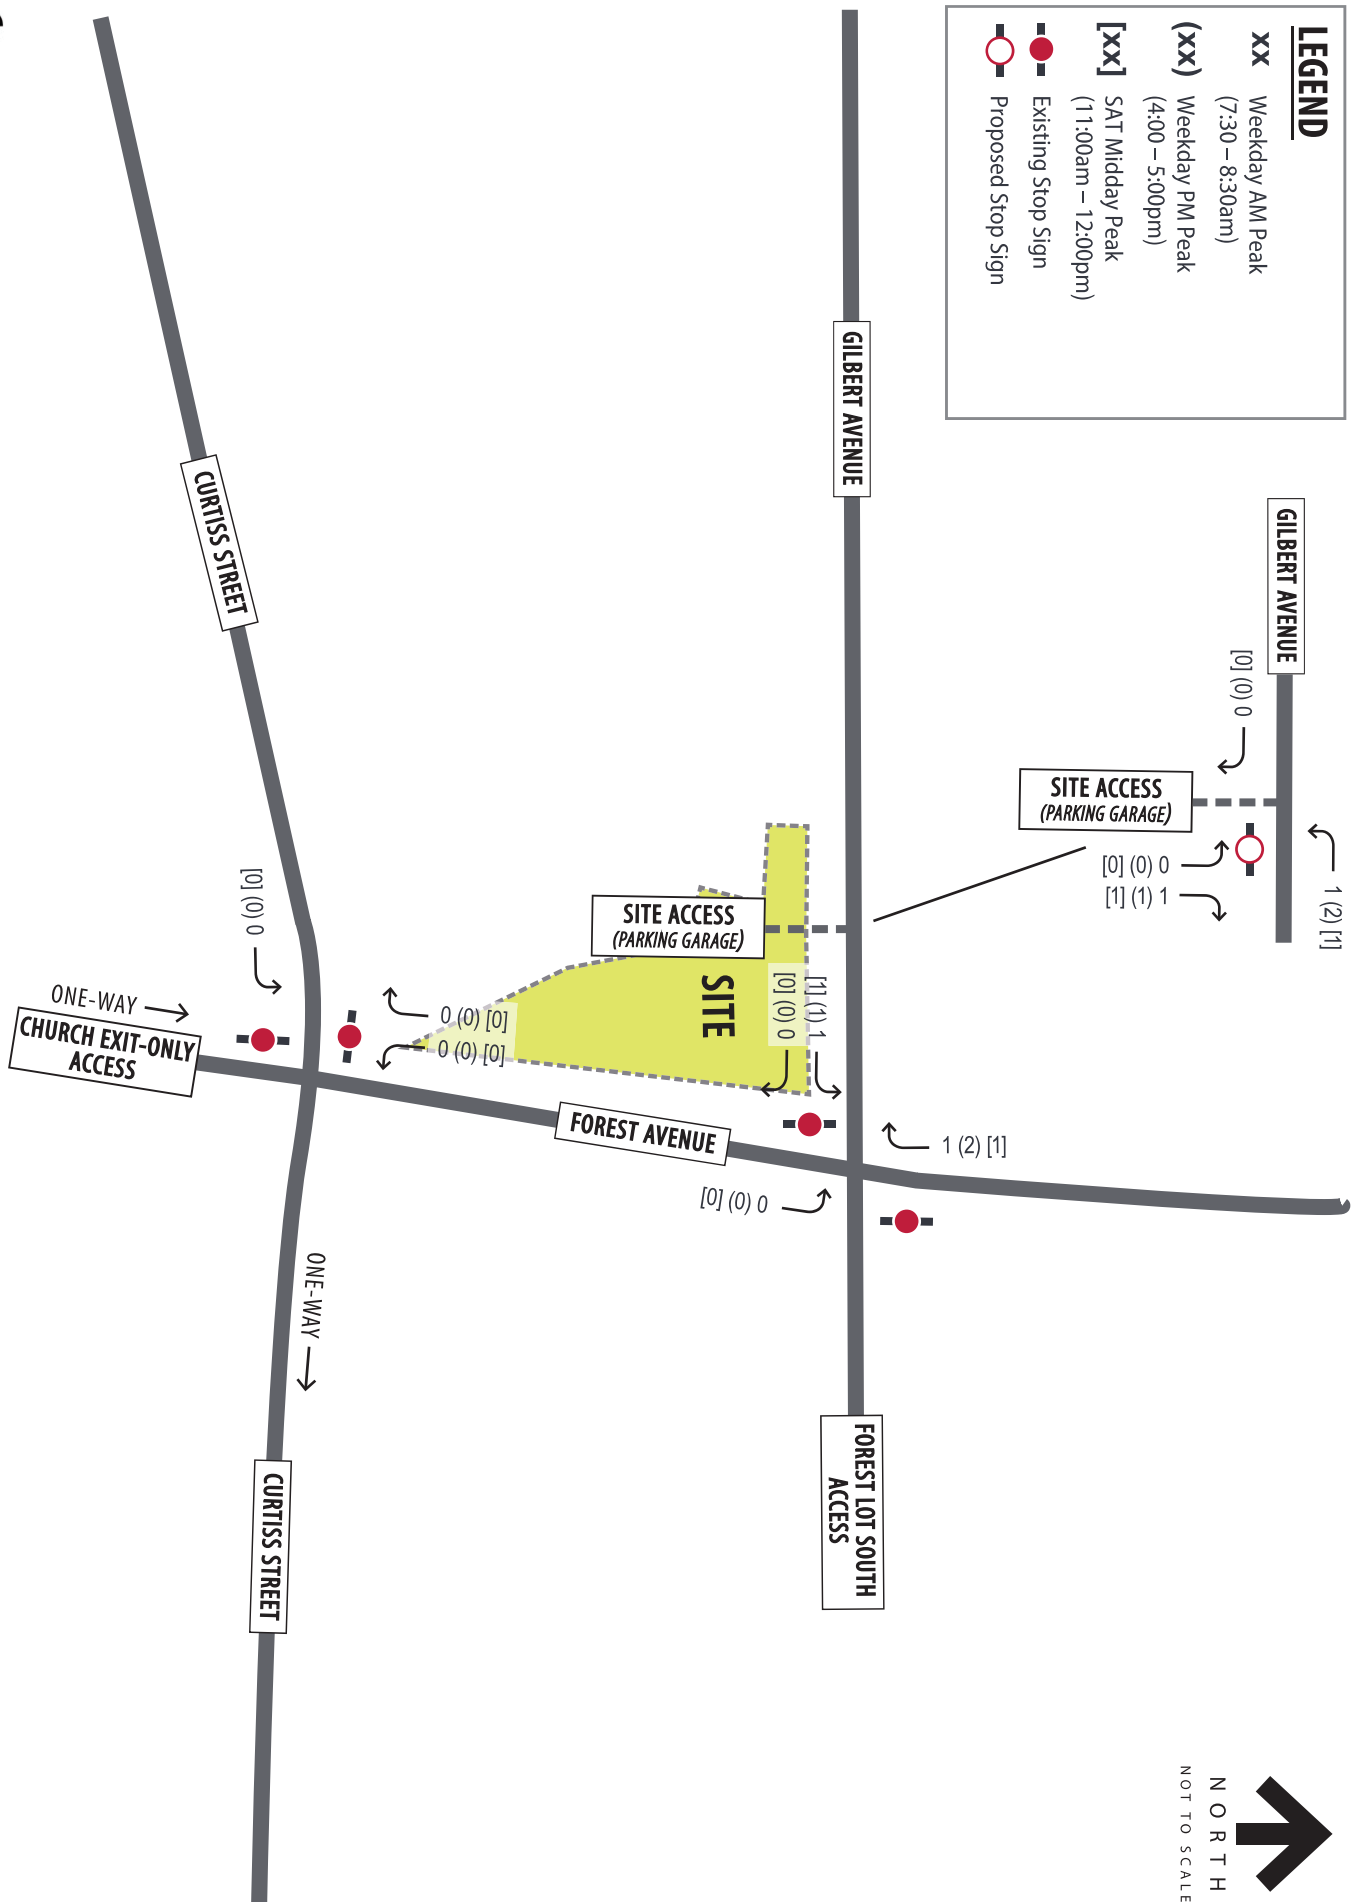 LEGEND
xx Weekday AM Peak
(7:30 – 8:30am)
(xx) Weekday PM Peak
(4:00 – 5:00pm)
[xx] SAT Midday Peak
(11:00am – 12:00pm)
Existing Stop Sign
Proposed Stop Sign
GILBERT AVENUE
[0] (0) 0
SITE ACCESS
(PARKING GARAGE)
[0] (0) 0
[1] (1) 1
1 (2) [1]
GILBERT AVENUE
SITE ACCESS
(PARKING GARAGE)
SITE
[1] (1) 1
[0] (0) 0
1 (2) [1]
[0] (0) 0
FOREST AVENUE
FOREST LOT SOUTH
ACCESS
CURTISS STREET
[0] (0) 0
0 (0) [0]
0 (0) [0]
ONE-WAY
CHURCH EXIT-ONLY
ACCESS
ONE-WAY
CURTISS STREET
NORTH
NOT TO SCALE